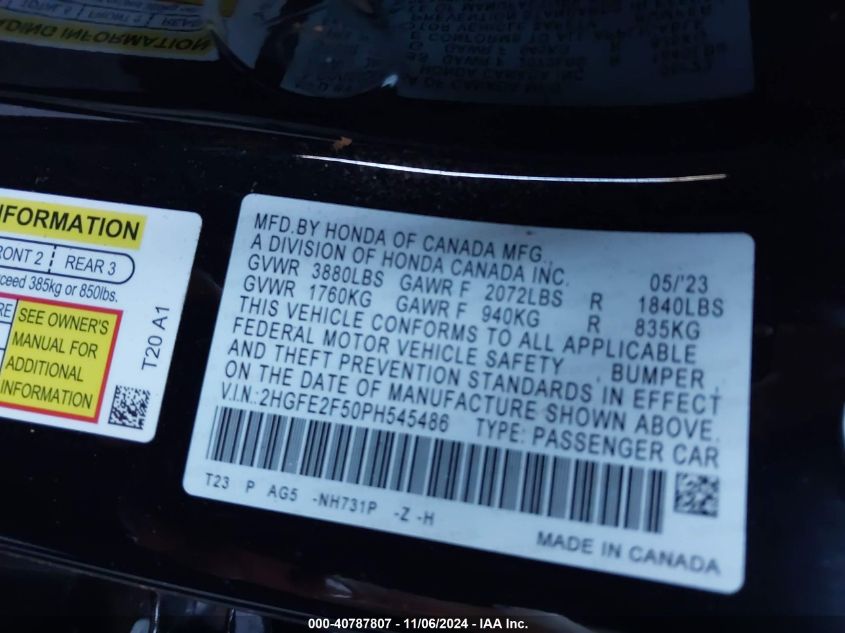 NFORMATION
RONT 2 REAR 3
ceed 385kg or 850lbs.
RE SEE OWNER'S
MANUAL FOR
ADDITIONAL
INFORMATION
T20 A1
MFD.BY HONDA OF CANADA MFG.,
A DIVISION OF HONDA CANADA INC. 05/'23
GVWR 3880LBS GAWR F 2072LBS R 1840LBS
GVWR 1760KG GAWR F 940KG R 835KG
THIS VEHICLE CONFORMS TO ALL APPLICABLE
FEDERAL MOTOR VEHICLE SAFETY , BUMPER ,
AND THEFT PREVENTION STANDARDS IN EFFECT
ON THE DATE OF MANUFACTURE SHOWN ABOVE.
V.I.N.:2HGFE2F50PH545486 TYPE: PASSENGER CAR
T23 P AG5 -NH731P -Z -H
MADE IN CANADA
000-40787807 - 11/06/2024 - IAA Inc.